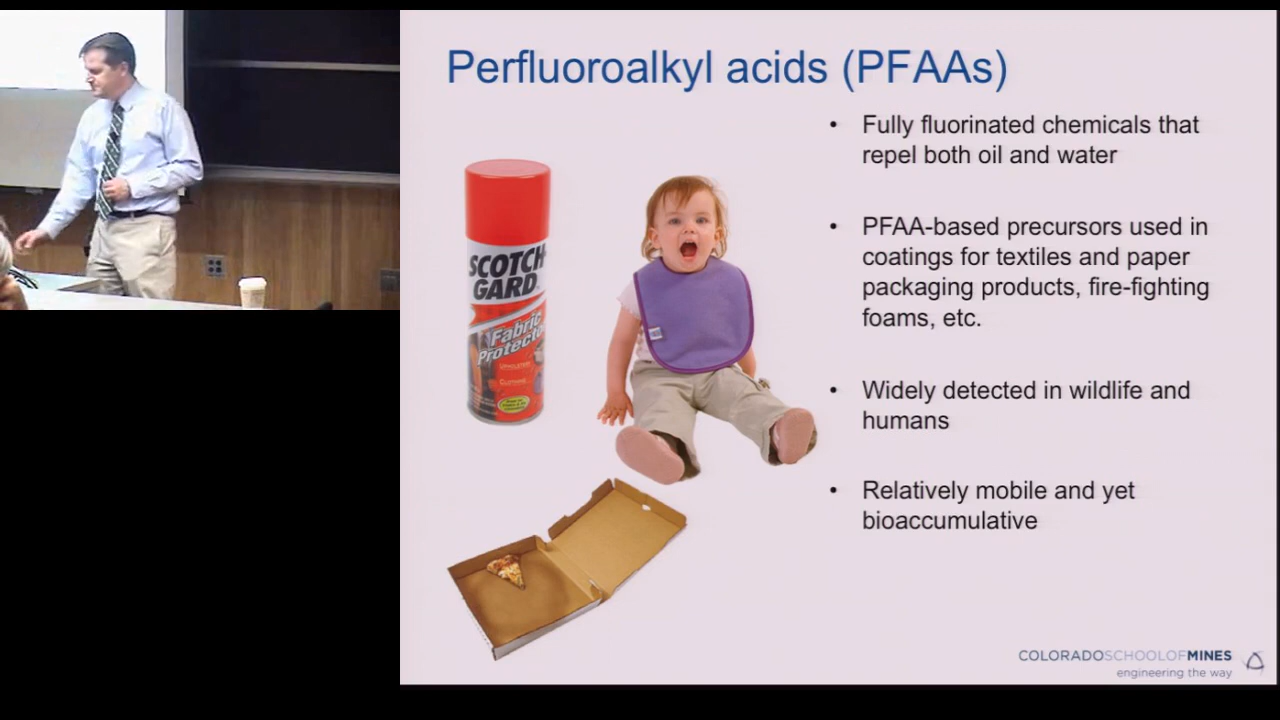 Perfluoroalkyl acids (PFAAs)
• Fully fluorinated chemicals that
repel both oil and water
• PFAA-based precursors used in
coatings for textiles and paper
packaging products, fire-fighting
foams, etc.
• Widely detected in wildlife and
humans
• Relatively mobile and yet
bioaccumulative
SCOTCH
GARD
Fabric
Protector
UPHOLSTERY
CLOTHING
COLORADOSCHOOLOFMINES
engineering the way